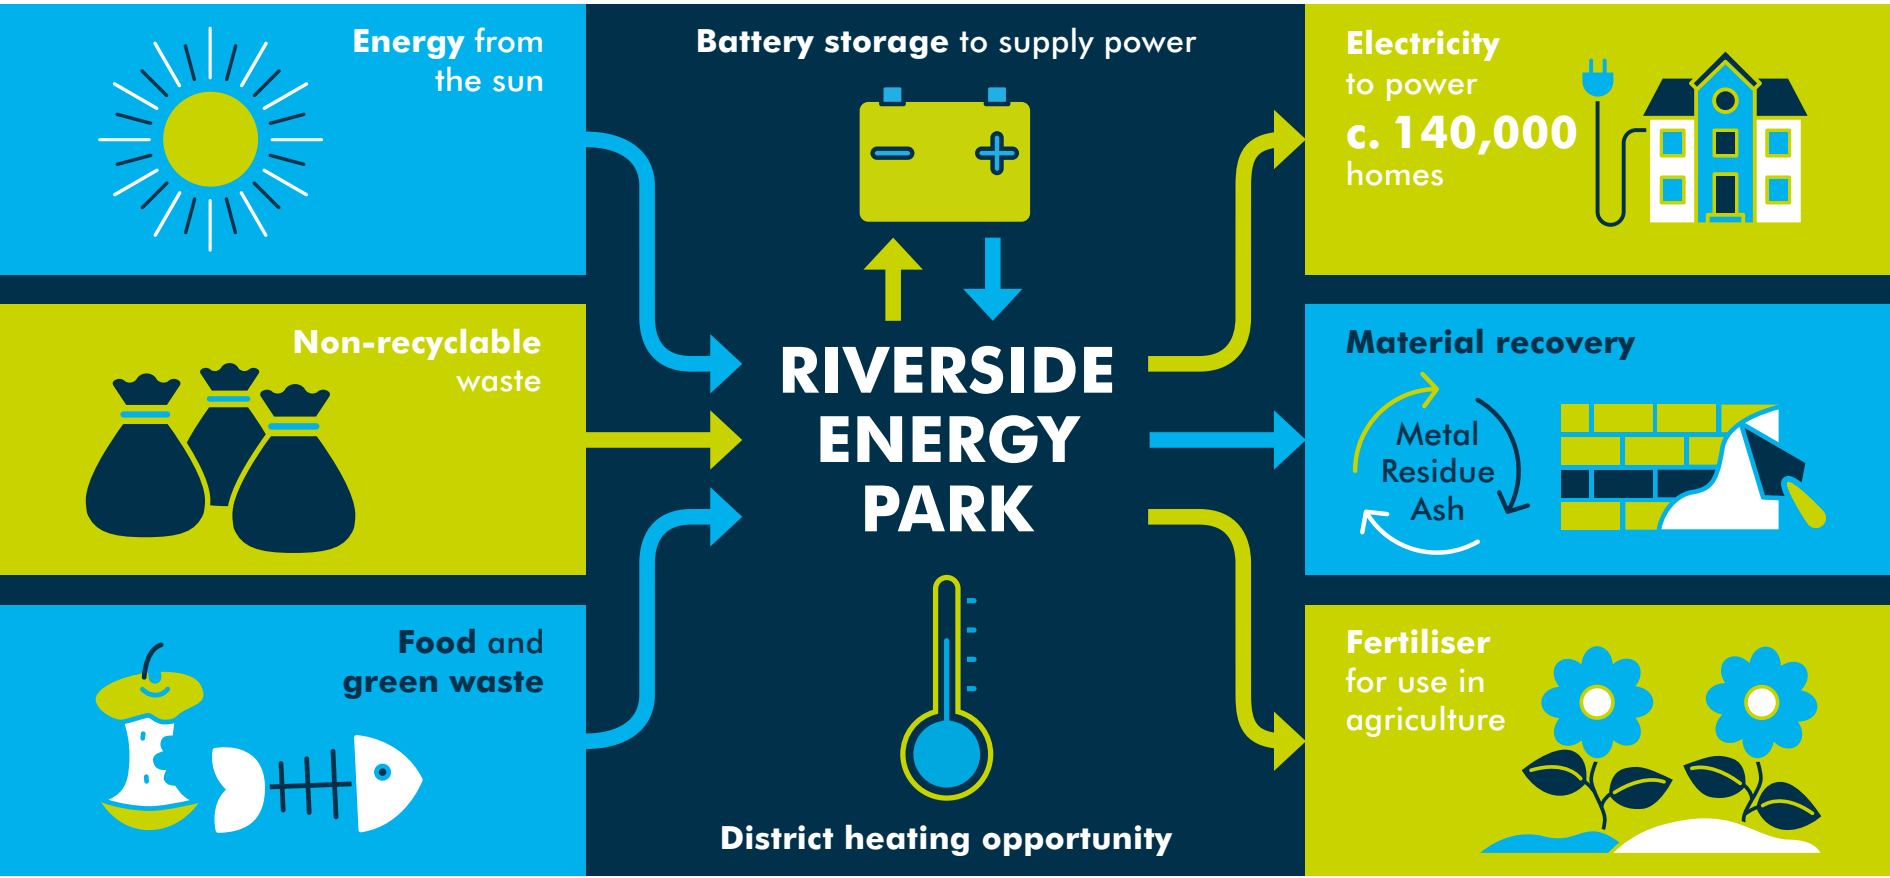 Energy from
the sun
Non-recyclable
waste
Food and
green waste
Battery storage to supply power
RIVERSIDE
ENERGY
PARK
District heating opportunity
Electricity
to power
c. 140,000
homes
Material recovery
Metal
Residue
Ash
Fertiliser
for use in
agriculture